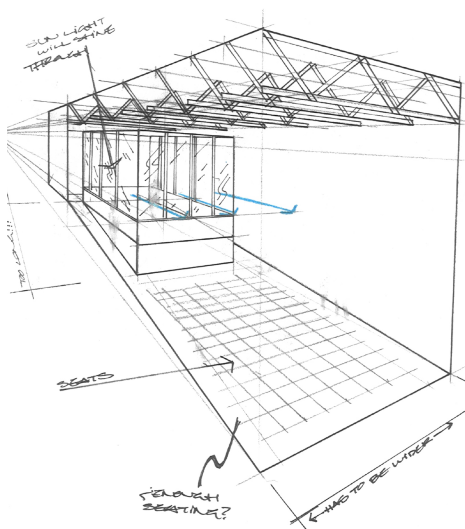 SUN LIGHT
WILL SHINE
THROUGH
SEATS
ENOUGH
SEATING?
HAS TO BE WIDER